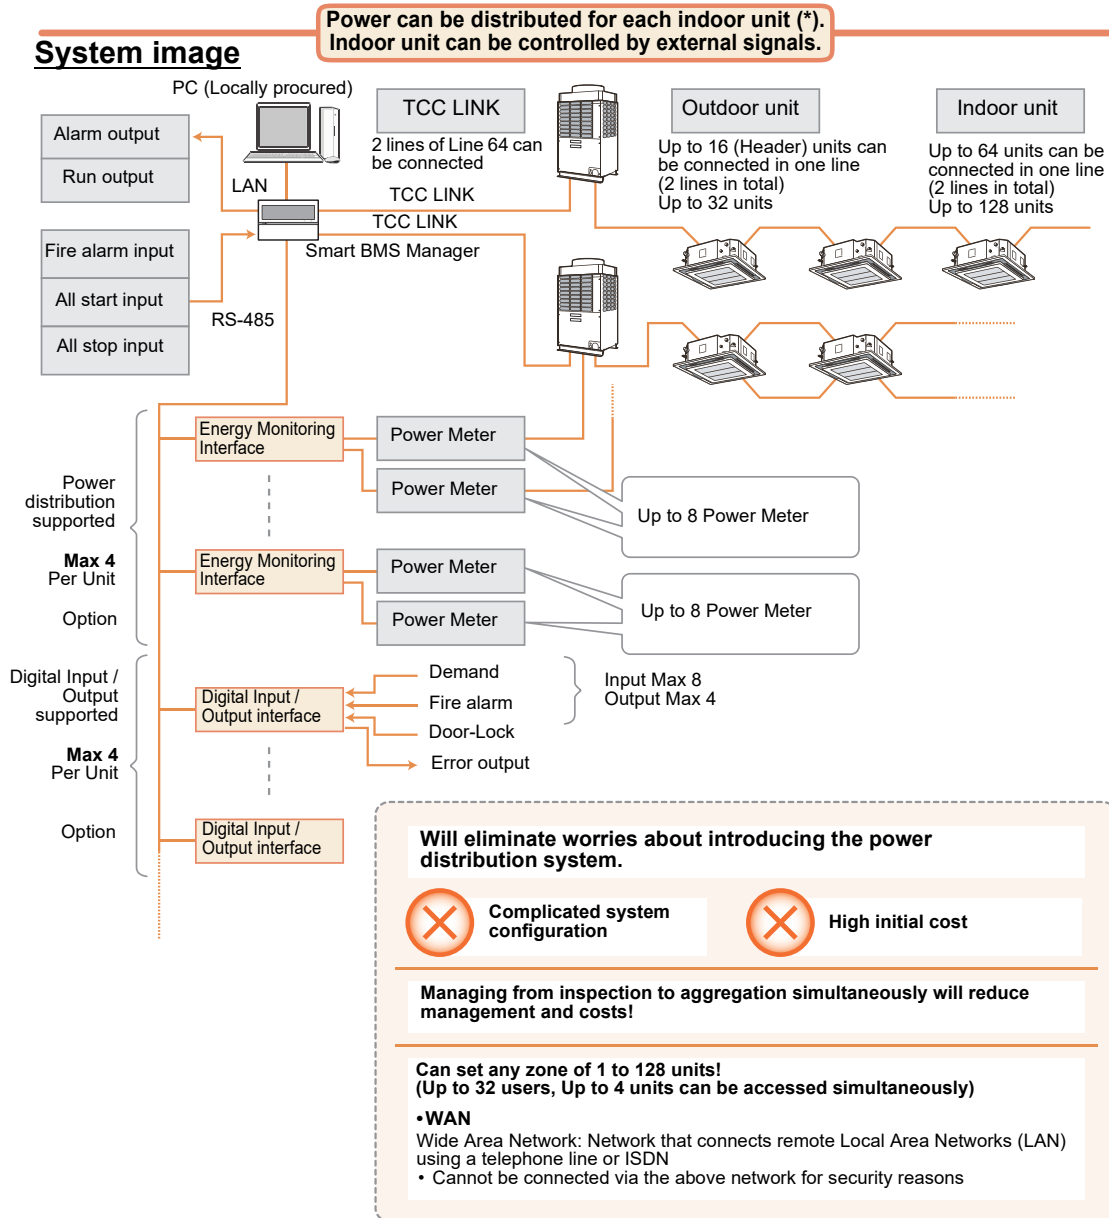 Power can be distributed for each indoor unit (*).
Indoor unit can be controlled by external signals.
System image
PC (Locally procured)
Alarm output
Run output
LAN
TCC LINK
2 lines of Line 64 can
be connected
Outdoor unit
Up to 16 (Header) units can
be connected in one line
(2 lines in total)
Up to 32 units
Indoor unit
Up to 64 units can be
connected in one line
(2 lines in total)
Up to 128 units
TCC LINK
TCC LINK
Smart BMS Manager
Fire alarm input
All start input
All stop input
RS-485
Power
distribution
supported
Max 4
Per Unit
Option
Energy Monitoring
Interface
Power Meter
Power Meter
Up to 8 Power Meter
Energy Monitoring
Interface
Power Meter
Power Meter
Up to 8 Power Meter
Digital Input /
Output
supported
Max 4
Per Unit
Option
Digital Input /
Output interface
Demand
Fire alarm
Door-Lock
Error output
Input Max 8
Output Max 4
Digital Input /
Output interface
Will eliminate worries about introducing the power
distribution system.
Complicated system
configuration
High initial cost
Managing from inspection to aggregation simultaneously will reduce
management and costs!
Can set any zone of 1 to 128 units!
(Up to 32 users, Up to 4 units can be accessed simultaneously)
•WAN
Wide Area Network: Network that connects remote Local Area Networks (LAN)
using a telephone line or ISDN
• Cannot be connected via the above network for security reasons